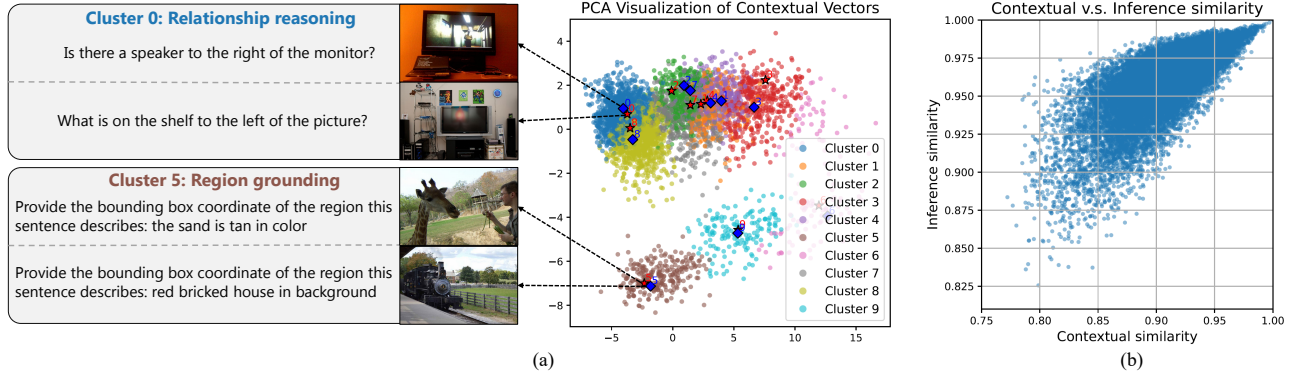 Cluster 0: Relationship reasoning
Is there a speaker to the right of the monitor?
What is on the shelf to the left of the picture?
Cluster 5: Region grounding
Provide the bounding box coordinate of the region this
sentence describes: the sand is tan in color
Provide the bounding box coordinate of the region this
sentence describes: red bricked house in background
PCA Visualization of Contextual Vectors
4
2
0
−2
−4
−6
−8
−5
0
5
10
15
Cluster 0
Cluster 1
Cluster 2
Cluster 3
Cluster 4
Cluster 5
Cluster 6
Cluster 7
Cluster 8
Cluster 9
(a)
Contextual v.s. Inference similarity
Inference similarity
1.000
0.975
0.950
0.925
0.900
0.875
0.850
0.825
0.75
0.80
0.85
0.90
0.95
1.00
Contextual similarity
(b)